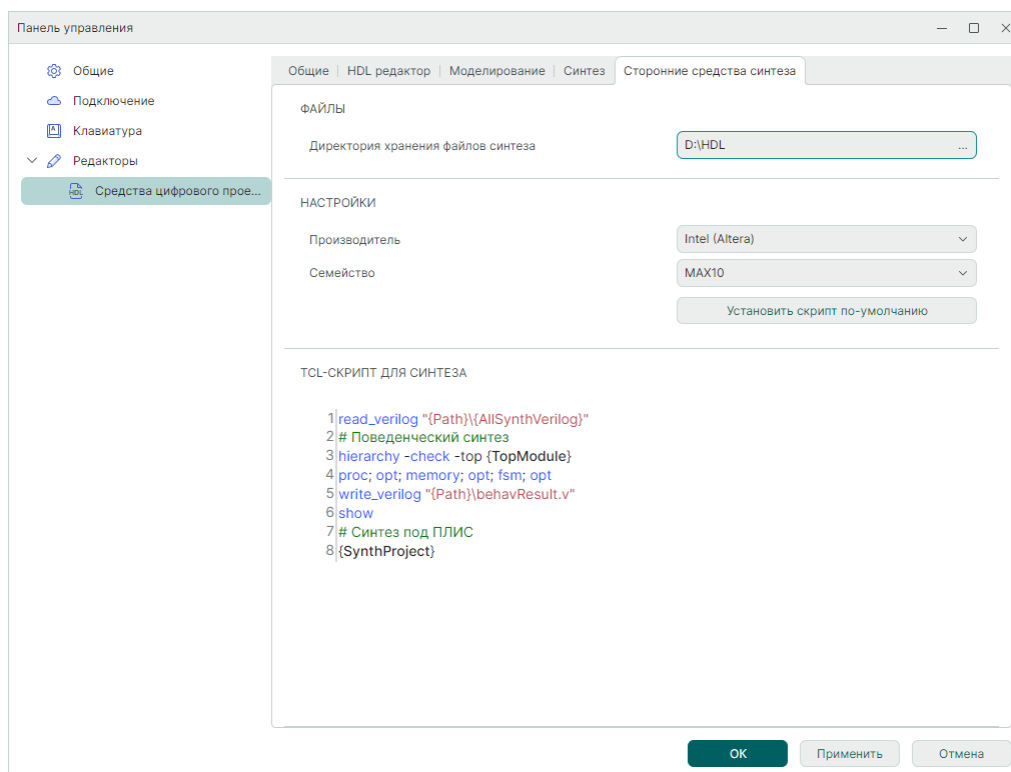 Панель управления
Общие
Подключение
Клавиатура
Редакторы
HDL Средства цифрового прое...
Общие | HDL редактор | Моделирование | Синтез | Сторонние средства синтеза
ФАЙЛЫ
Директория хранения файлов синтеза D:\HDL ...
НАСТРОЙКИ
Производитель Intel (Altera)
Семейство MAX10
Установить скрипт по-умолчанию
TCL-СКРИПТ ДЛЯ СИНТЕЗА
1 read_verilog "{Path}\{AllSynthVerilog}"
2 # Поведенческий синтез
3 hierarchy -check -top {TopModule}
4 proc; opt; memory; opt; fsm; opt
5 write_verilog "{Path}\behavResult.v"
6 show
7 # Синтез под ПЛИС
8 {SynthProject}
ОК Применить Отмена